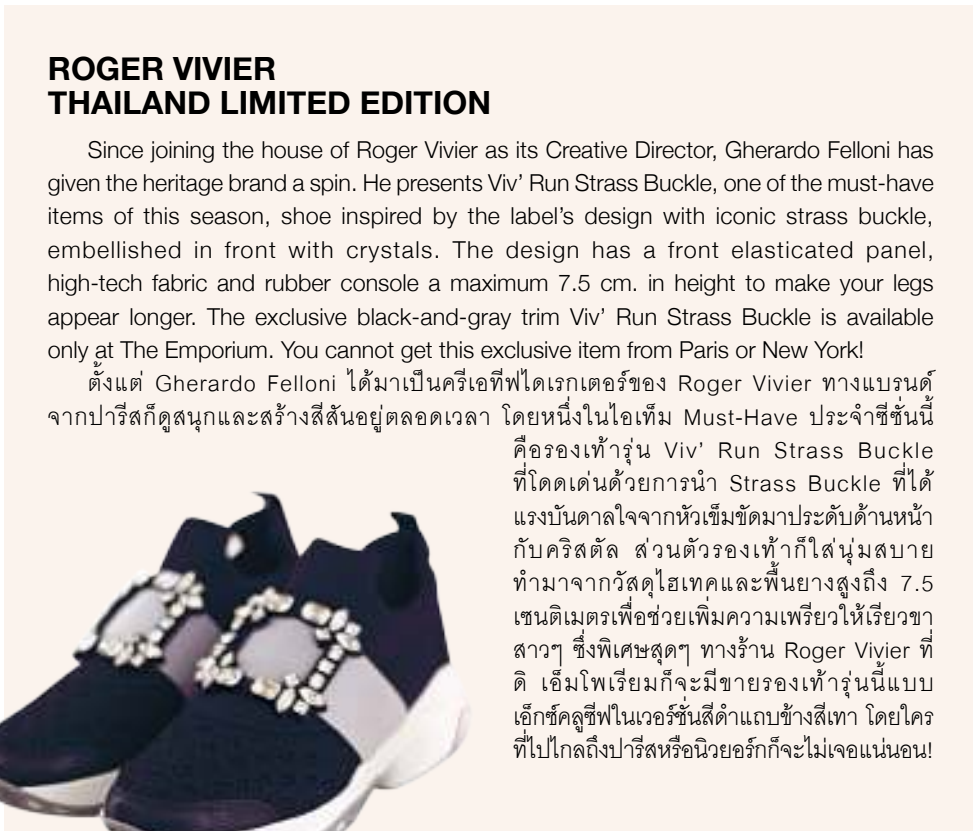 ROGER VIVIER
THAILAND LIMITED EDITION
Since joining the house of Roger Vivier as its Creative Director, Gherardo Felloni has
given the heritage brand a spin. He presents Viv’ Run Strass Buckle, one of the must-have
items of this season, shoe inspired by the label’s design with iconic strass buckle,
embellished in front with crystals. The design has a front elasticated panel,
high-tech fabric and rubber console a maximum 7.5 cm. in height to make your legs
appear longer. The exclusive black-and-gray trim Viv’ Run Strass Buckle is available
only at The Emporium. You cannot get this exclusive item from Paris or New York!
ตั้งแต่ Gherardo Felloni ได้มาเป็นครีเอทีฟไดเรกเตอร์ของ Roger Vivier ทางแบรนด์
จากปารีสก็ดูสนุกและสร้างสีสันอยู่ตลอดเวลา โดยหนึ่งในไอเท็ม Must-Have ประจำซีซั่นนี้
คือรองเท้ารุ่น Viv’ Run Strass Buckle
ที่โดดเด่นด้วยการนำ Strass Buckle ที่ได้
แรงบันดาลใจจากหัวเข็มขัดมาประดับด้านหน้า
กับคริสตัล ส่วนตัวรองเท้าก็ใส่นุ่มสบาย
ทำมาจากวัสดุไฮเทคและพื้นยางสูงถึง 7.5
เซนติเมตรเพื่อช่วยเพิ่มความเพรียวให้เรียวขา
สาวๆ ซึ่งพิเศษสุดๆ ทางร้าน Roger Vivier ที่
ดิ เอ็มโพเรียมก็จะมีขายรองเท้ารุ่นนี้แบบ
เอ็กซ์คลูซีฟในเวอร์ชั่นสีดำแถบข้างสีเทา โดยใคร
ที่ไปไกลถึงปารีสหรือนิวยอร์กก็จะไม่เจอแน่นอน!